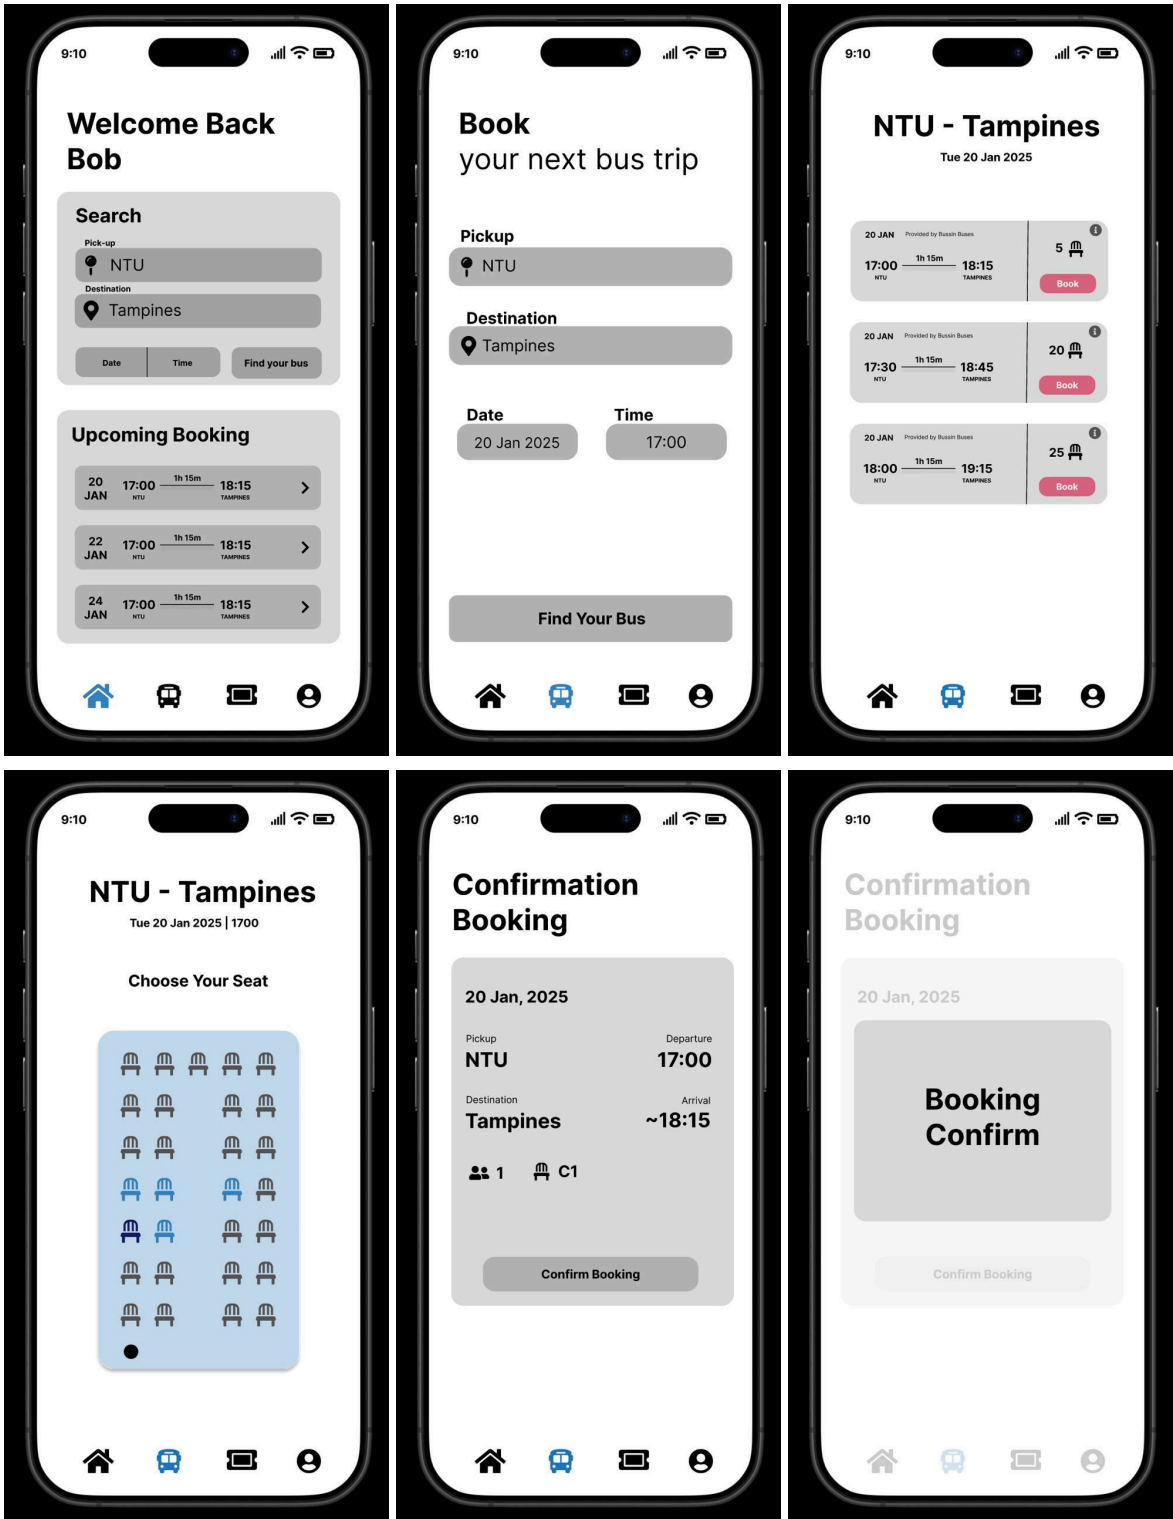 9:10
Welcome Back
Bob
Search
Pick-up
NTU
Destination
Tampines
Date
Time
Find your bus
Upcoming Booking
20
JAN
17:00
1h 15m
18:15
NTU
TAMPINES
22
JAN
17:00
1h 15m
18:15
NTU
TAMPINES
24
JAN
17:00
1h 15m
18:15
NTU
TAMPINES
9:10
Book
your next bus trip
Pickup
NTU
Destination
Tampines
Date
Time
20 Jan 2025
17:00
Find Your Bus
9:10
NTU - Tampines
Tue 20 Jan 2025
20 JAN
Provided by Bussin Buses
17:00
1h 15m
18:15
NTU
TAMPINES
5
Book
20 JAN
Provided by Bussin Buses
17:30
1h 15m
18:45
NTU
TAMPINES
20
Book
20 JAN
Provided by Bussin Buses
18:00
1h 15m
19:15
NTU
TAMPINES
25
Book
9:10
NTU - Tampines
Tue 20 Jan 2025 | 1700
Choose Your Seat
9:10
Confirmation
Booking
20 Jan, 2025
Pickup
Departure
NTU
17:00
Destination
Arrival
Tampines
~18:15
1
C1
Confirm Booking
9:10
Confirmation
Booking
20 Jan, 2025
Booking
Confirm
Confirm Booking